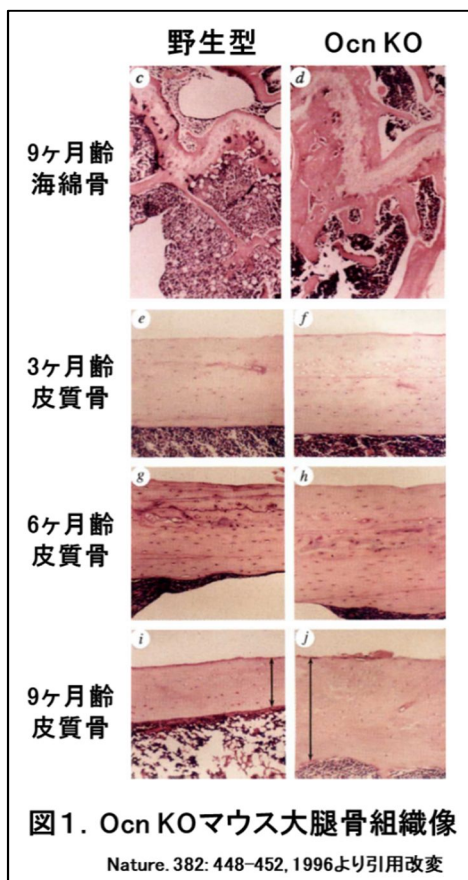 野生型 Ocn KO
c d
9ヶ月齢
海綿骨
e f
3ヶ月齢
皮質骨
g h
6ヶ月齢
皮質骨
i j
9ヶ月齢
皮質骨
図1. Ocn KOマウス大腿骨組織像
Nature. 382: 448-452, 1996より引用改変